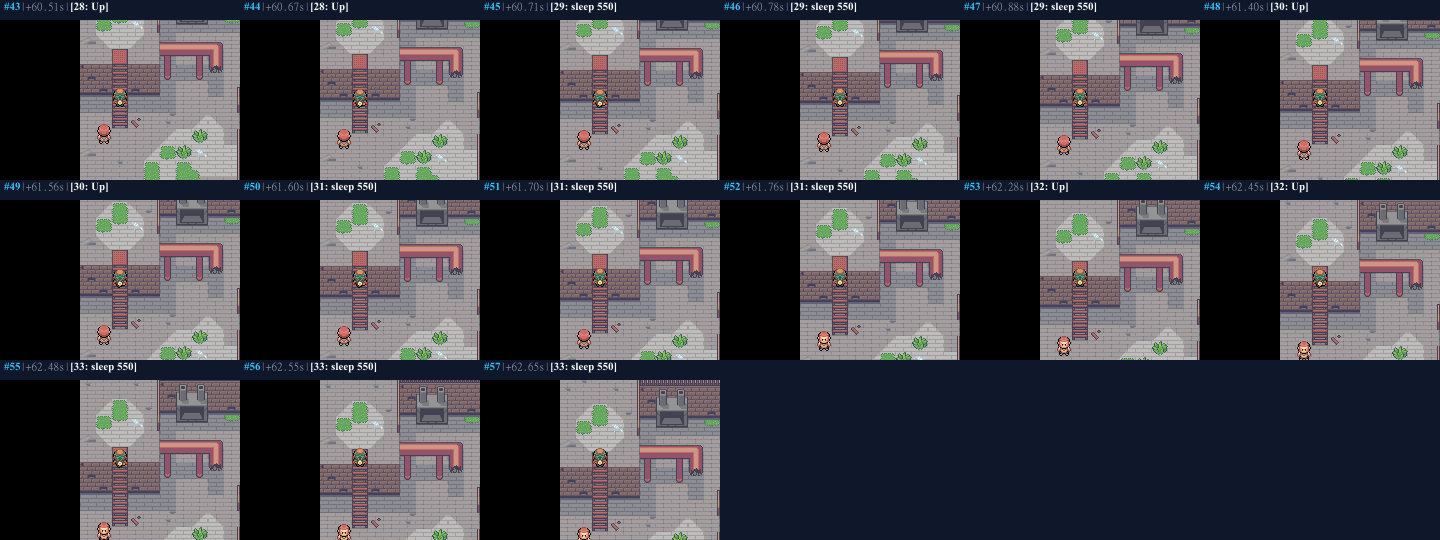 #43 | +60.51s | [28: Up]
#44 | +60.67s | [28: Up]
#45 | +60.71s | [29: sleep 550]
#46 | +60.78s | [29: sleep 550]
#47 | +60.88s | [29: sleep 550]
#48 | +61.40s | [30: Up]
#49 | +61.56s | [30: Up]
#50 | +61.60s | [31: sleep 550]
#51 | +61.70s | [31: sleep 550]
#52 | +61.76s | [31: sleep 550]
#53 | +62.28s | [32: Up]
#54 | +62.45s | [32: Up]
#55 | +62.48s | [33: sleep 550]
#56 | +62.55s | [33: sleep 550]
#57 | +62.65s | [33: sleep 550]